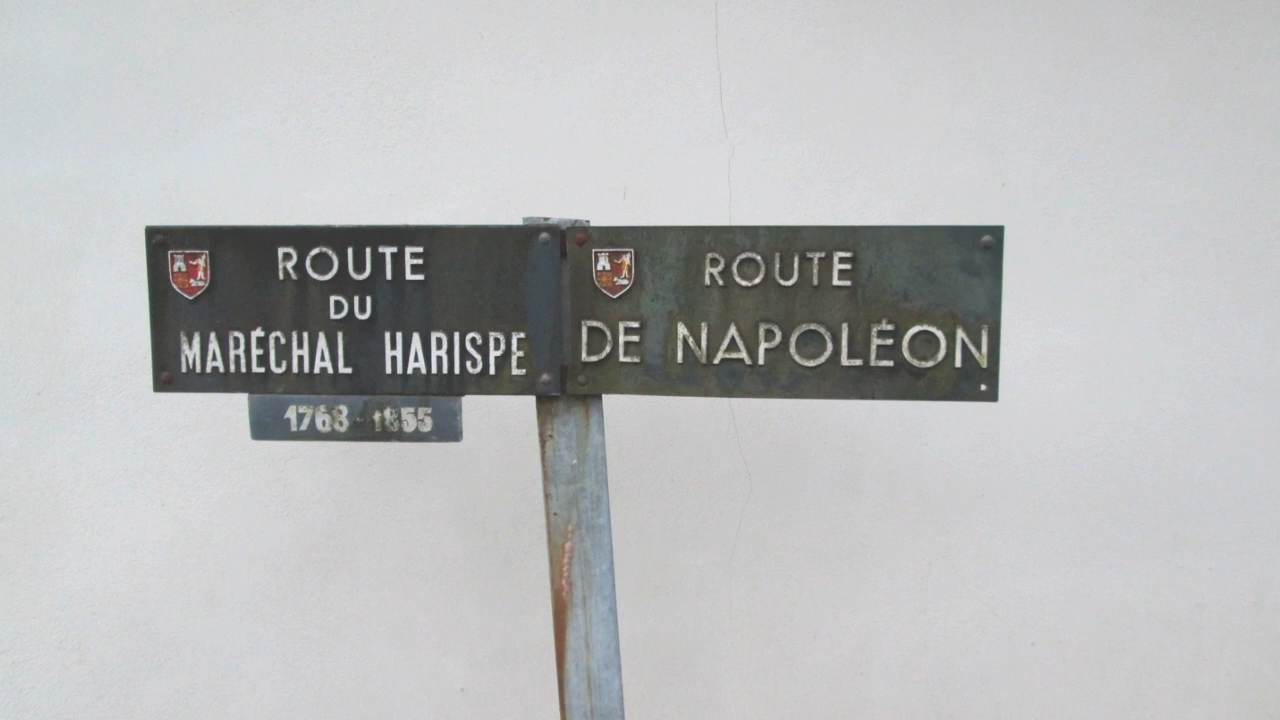 ROUTE
DU
MARÉCHAL HARISPE
1768 - 1855
ROUTE
DE NAPOLÉON